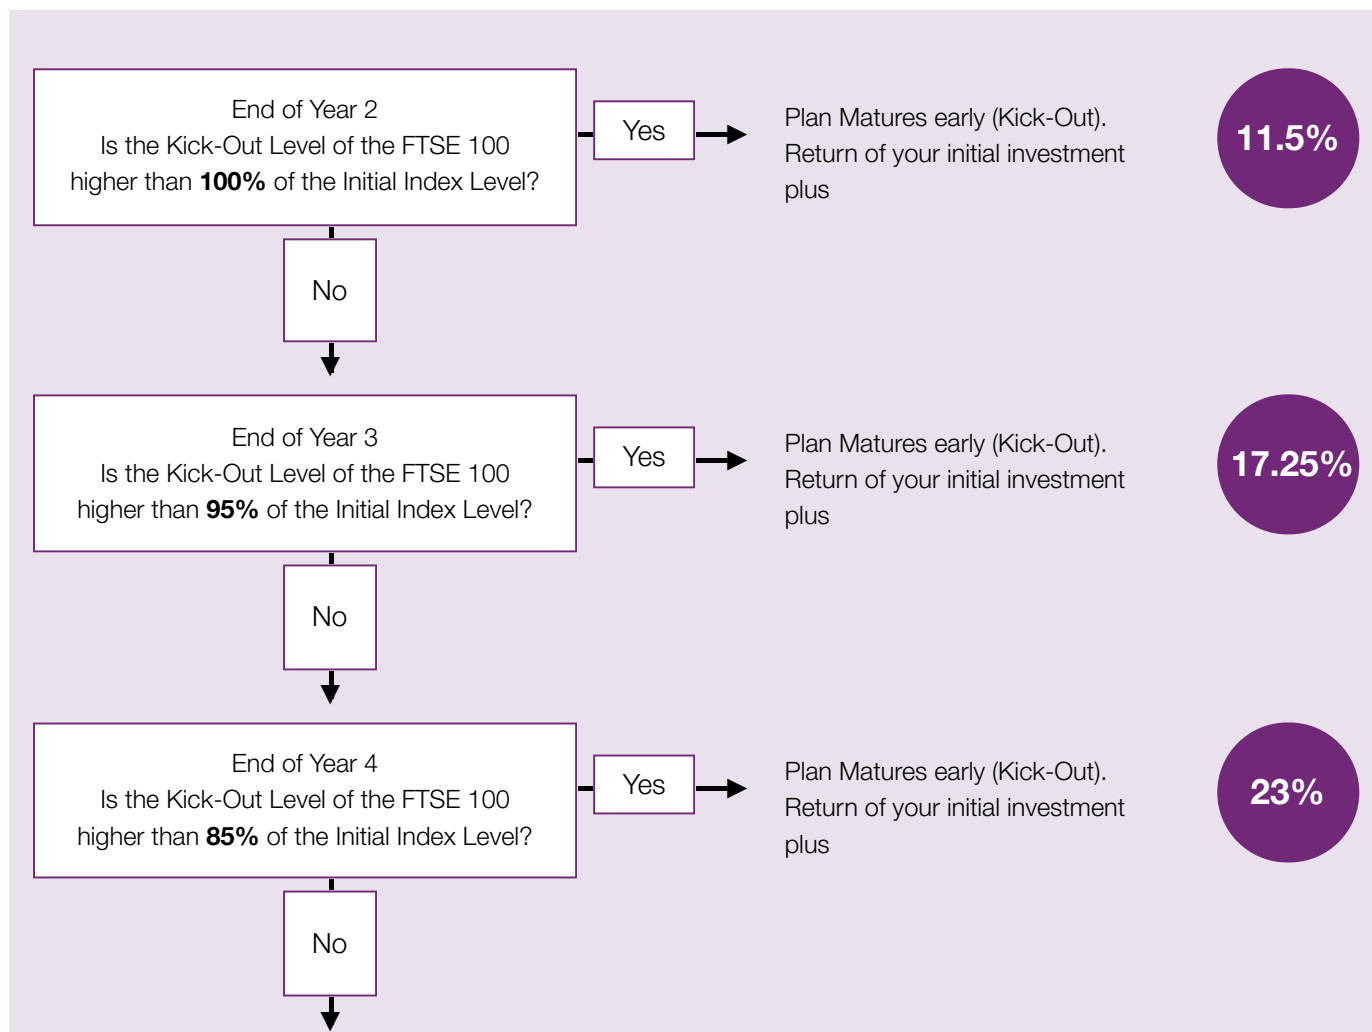 End of Year 2
Is the Kick-Out Level of the FTSE 100
higher than 100% of the Initial Index Level?
Yes
Plan Matures early (Kick-Out).
Return of your initial investment
plus
11.5%
No
End of Year 3
Is the Kick-Out Level of the FTSE 100
higher than 95% of the Initial Index Level?
Yes
Plan Matures early (Kick-Out).
Return of your initial investment
plus
17.25%
No
End of Year 4
Is the Kick-Out Level of the FTSE 100
higher than 85% of the Initial Index Level?
Yes
Plan Matures early (Kick-Out).
Return of your initial investment
plus
23%
No